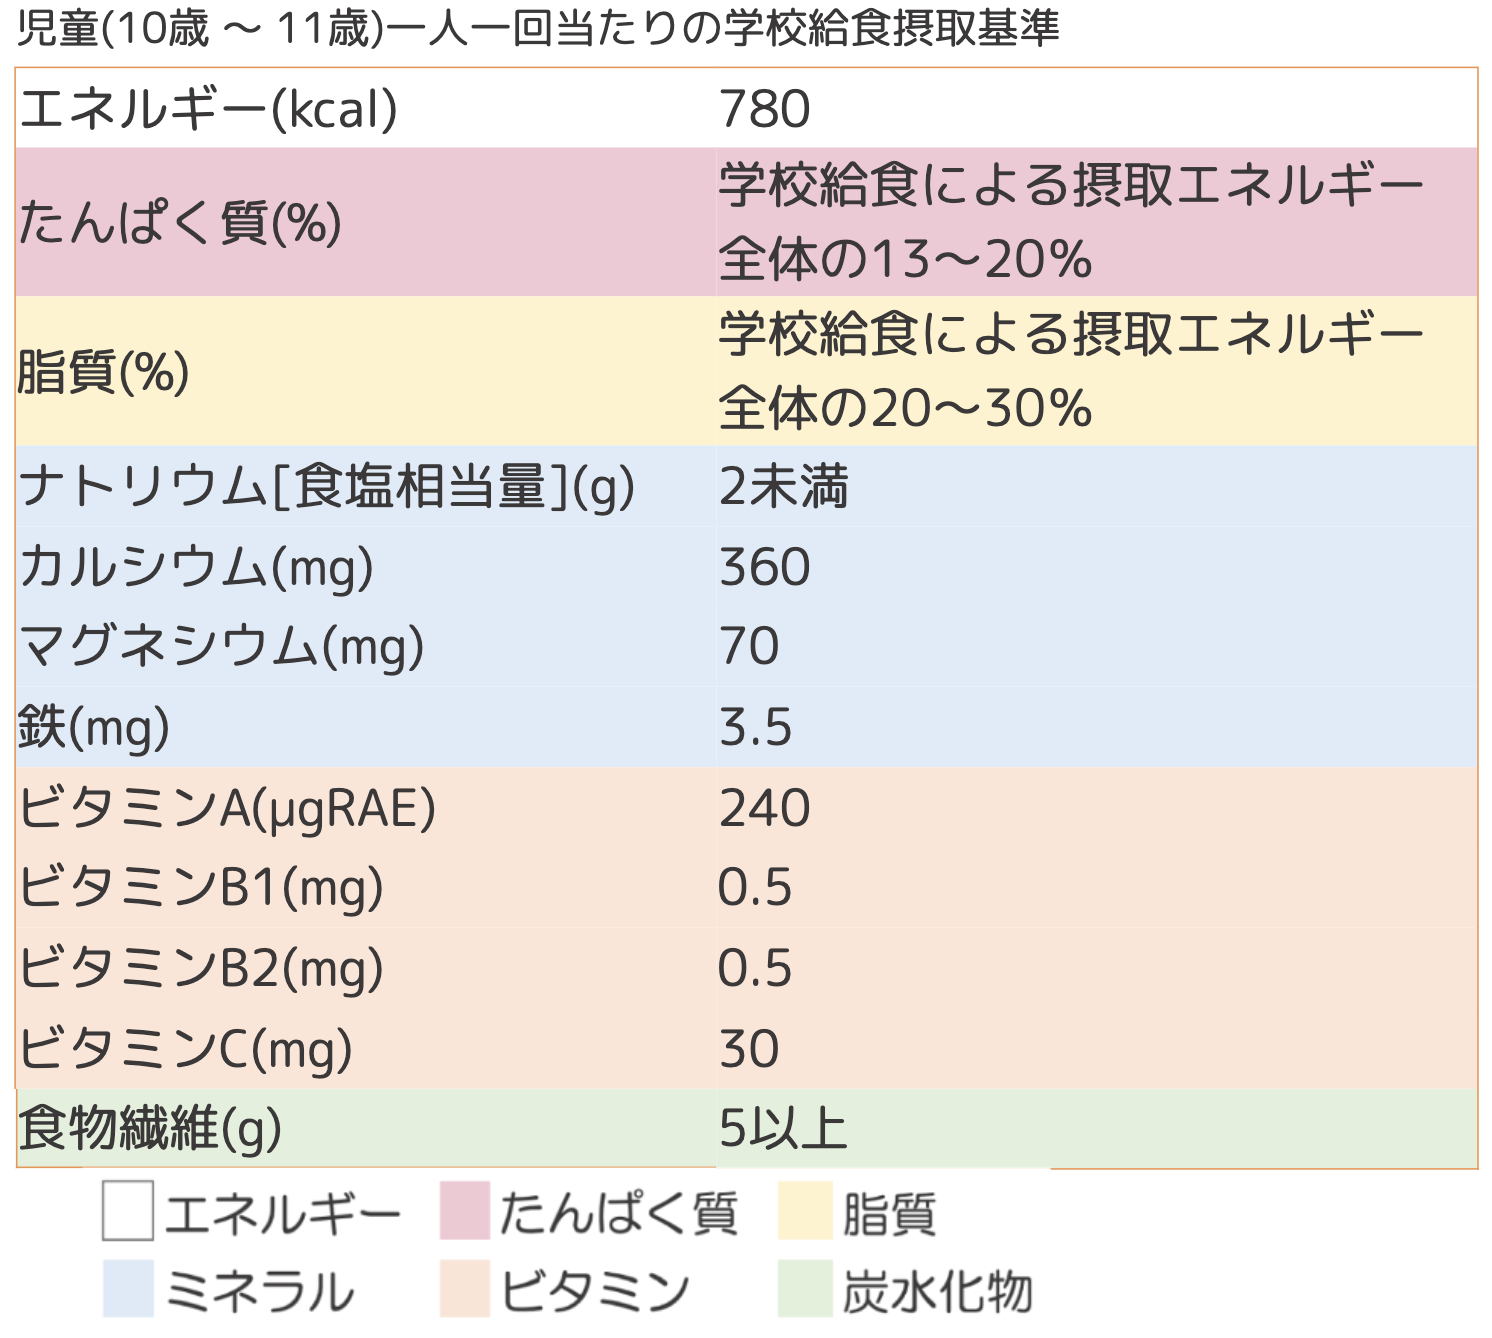 児童(10歳 ～ 11歳)一人一回当たりの学校給食摂取基準
エネルギー(kcal) 780
たんぱく質(%) 学校給食による摂取エネルギー
全体の13～20%
脂質(%) 学校給食による摂取エネルギー
全体の20～30%
ナトリウム[食塩相当量](g) 2未満
カルシウム(mg) 360
マグネシウム(mg) 70
鉄(mg) 3.5
ビタミンA(μgRAE) 240
ビタミンB1(mg) 0.5
ビタミンB2(mg) 0.5
ビタミンC(mg) 30
食物繊維(g) 5以上
エネルギー たんぱく質 脂質
ミネラル ビタミン 炭水化物